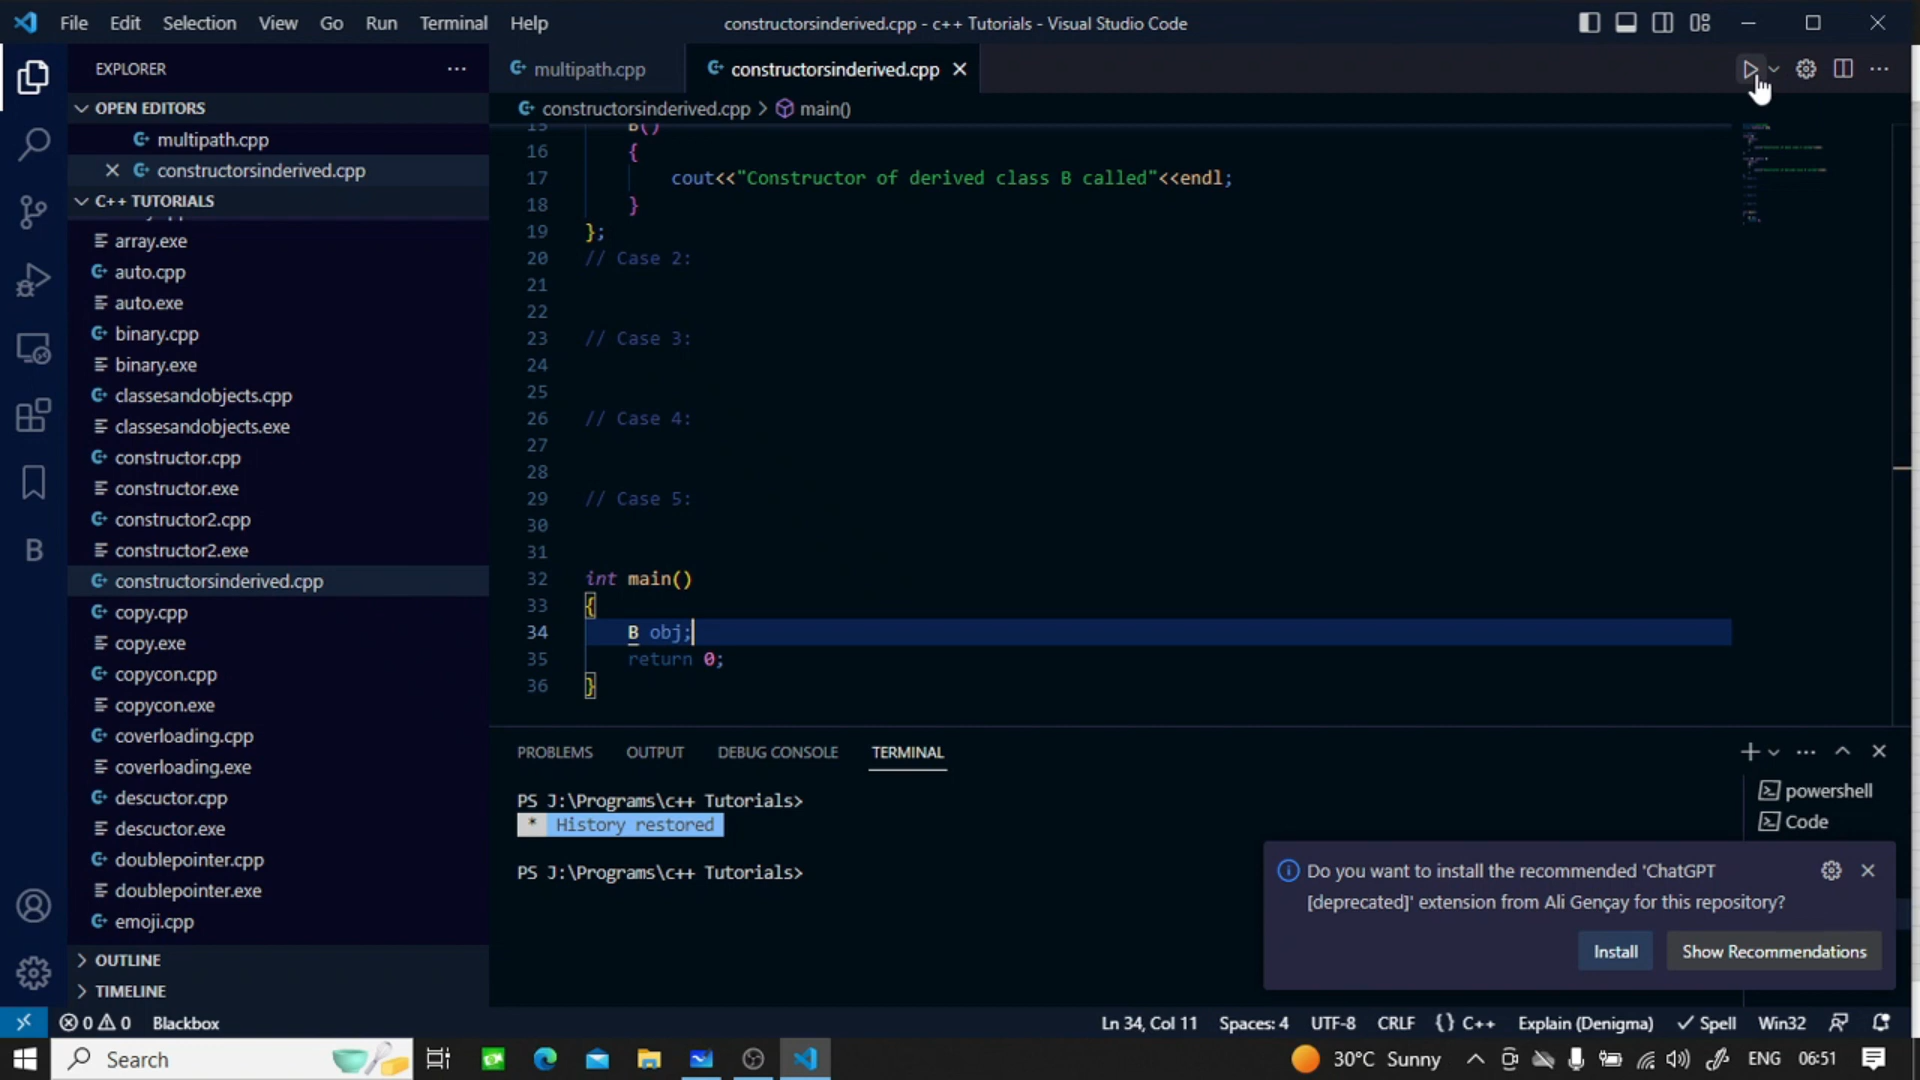 File Edit Selection View Go Run Terminal Help
constructorsinderived.cpp - c++ Tutorials - Visual Studio Code
EXPLORER
multipath.cpp
constructorsinderived.cpp
OPEN EDITORS
constructorsinderived.cpp > main()
multipath.cpp
constructorsinderived.cpp
C++ TUTORIALS
array.exe
auto.cpp
auto.exe
binary.cpp
binary.exe
classesandobjects.cpp
classesandobjects.exe
constructor.cpp
constructor.exe
constructor2.cpp
constructor2.exe
constructorsinderived.cpp
copy.cpp
copy.exe
copycon.cpp
copycon.exe
coverloading.cpp
coverloading.exe
descuctor.cpp
descuctor.exe
doublepointer.cpp
doublepointer.exe
emoji.cpp
OUTLINE
TIMELINE
B
15 B()
16 {
17 cout<<"Constructor of derived class B called"<<endl;
18 }
19 };
20 // Case 2:
21
22
23 // Case 3:
24
25
26 // Case 4:
27
28
29 // Case 5:
30
31
32 int main()
33 {
34 B obj;
35 return 0;
36 }
PROBLEMS OUTPUT DEBUG CONSOLE TERMINAL
PS J:\Programs\c++ Tutorials>
* History restored
PS J:\Programs\c++ Tutorials>
powershell
Code
Do you want to install the recommended 'ChatGPT
[deprecated]' extension from Ali Gençay for this repository?
Install
Show Recommendations
0 0 Blackbox
Ln 34, Col 11 Spaces: 4 UTF-8 CRLF {} C++ Explain (Denigma) Spell Win32
Search
30°C Sunny
ENG 06:51